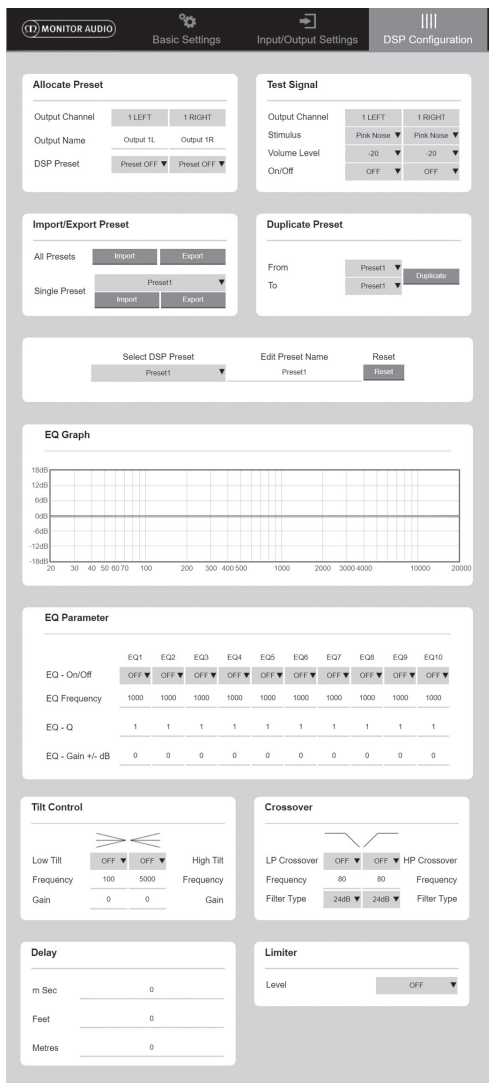 MONITOR AUDIO
Basic Settings
Input/Output Settings
DSP Configuration
Allocate Preset
Output Channel 1 LEFT 1 RIGHT
Output Name Output 1L Output 1R
DSP Preset Preset OFF ▼ Preset OFF ▼
Test Signal
Output Channel 1 LEFT 1 RIGHT
Stimulus Pink Noise ▼ Pink Noise ▼
Volume Level -20 ▼ -20 ▼
On/Off OFF ▼ OFF ▼
Import/Export Preset
All Presets Import Export
Single Preset Preset1 ▼
Import Export
Duplicate Preset
From Preset1 ▼
To Preset1 ▼
Duplicate
Select DSP Preset Edit Preset Name Reset
Preset1 ▼ Preset1 Reset
EQ Graph
18dB
12dB
6dB
0dB
-6dB
-12dB
-18dB
20 30 40 50 60 70 100 200 300 400 500 1000 2000 3000 4000 10000 20000
EQ Parameter
EQ1 EQ2 EQ3 EQ4 EQ5 EQ6 EQ7 EQ8 EQ9 EQ10
EQ - On/Off OFF ▼ OFF ▼ OFF ▼ OFF ▼ OFF ▼ OFF ▼ OFF ▼ OFF ▼ OFF ▼ OFF ▼
EQ Frequency 1000 1000 1000 1000 1000 1000 1000 1000 1000 1000
EQ - Q 1 1 1 1 1 1 1 1 1 1
EQ - Gain +/- dB 0 0 0 0 0 0 0 0 0 0
Tilt Control
Low Tilt OFF ▼ OFF ▼ High Tilt
Frequency 100 5000 Frequency
Gain 0 0 Gain
Crossover
LP Crossover OFF ▼ OFF ▼ HP Crossover
Frequency 80 80 Frequency
Filter Type 24dB ▼ 24dB ▼ Filter Type
Delay
m Sec 0
Feet 0
Metres 0
Limiter
Level OFF ▼